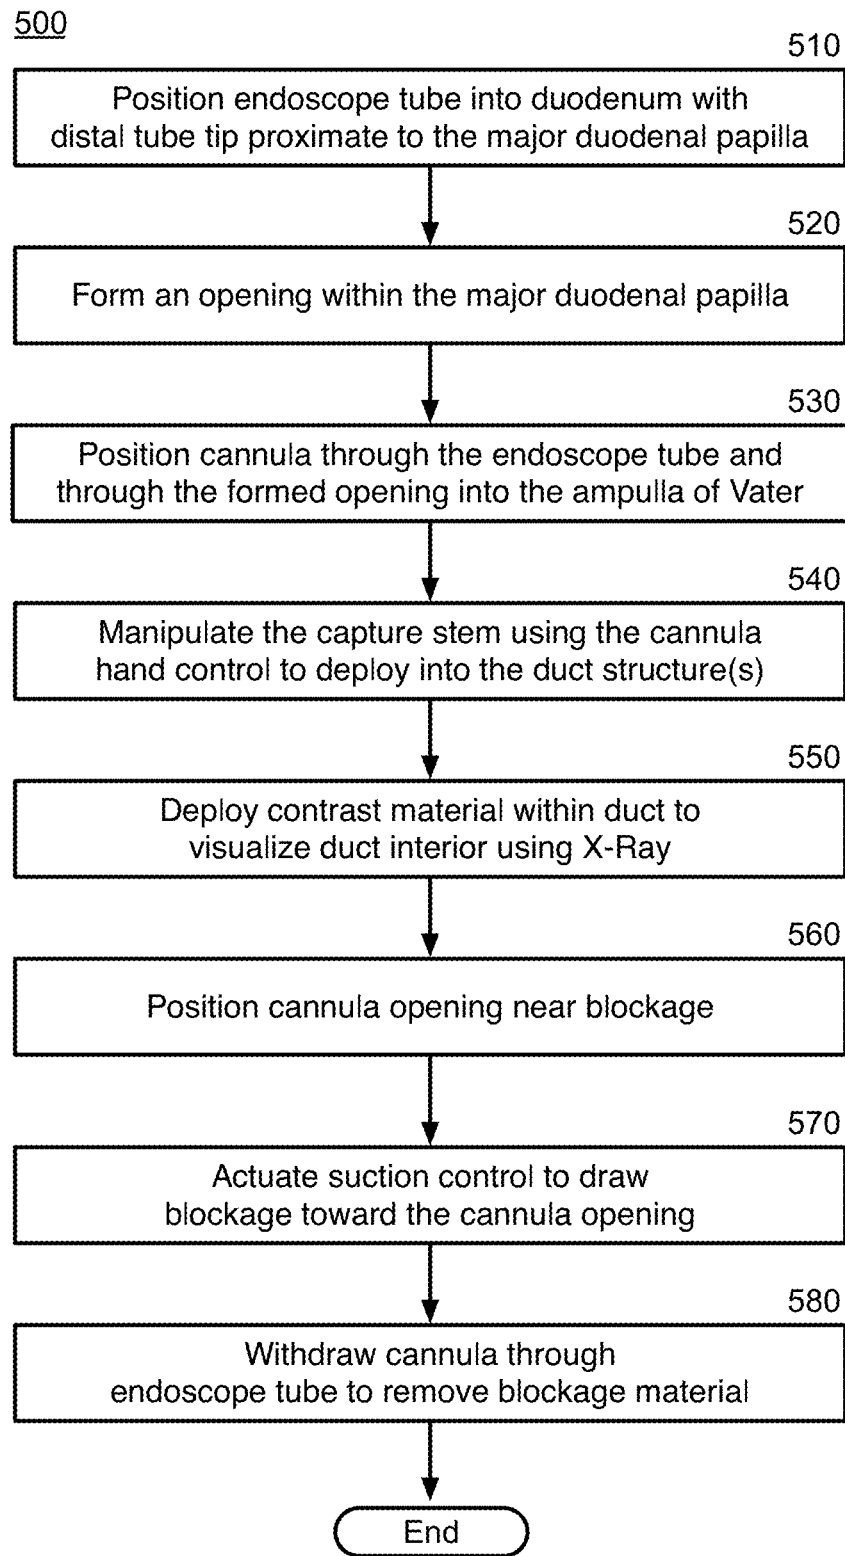 500
510
Position endoscope tube into duodenum with
distal tube tip proximate to the major duodenal papilla
520
Form an opening within the major duodenal papilla
530
Position cannula through the endoscope tube and
through the formed opening into the ampulla of Vater
540
Manipulate the capture stem using the cannula
hand control to deploy into the duct structure(s)
550
Deploy contrast material within duct to
visualize duct interior using X-Ray
560
Position cannula opening near blockage
570
Actuate suction control to draw
blockage toward the cannula opening
580
Withdraw cannula through
endoscope tube to remove blockage material
End